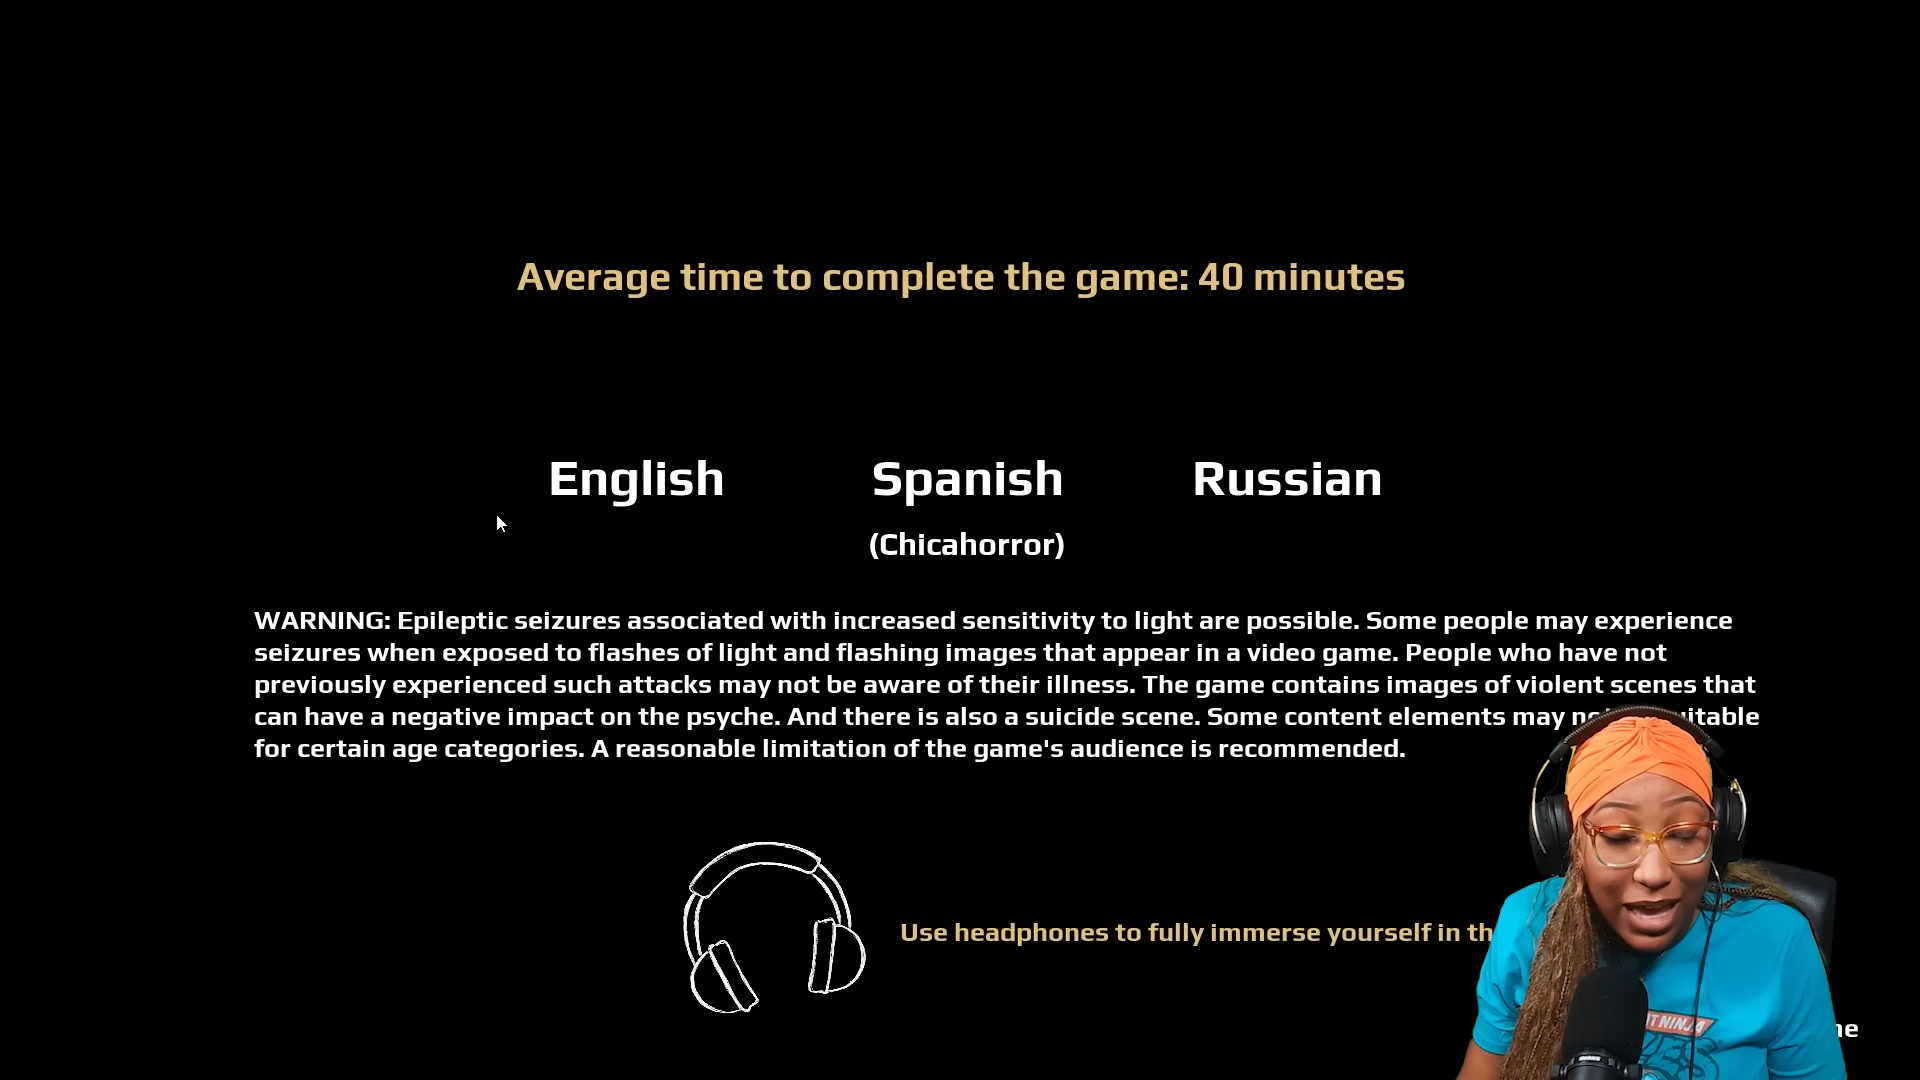 Average time to complete the game: 40 minutes
English Spanish Russian
(Chicahorror)
WARNING: Epileptic seizures associated with increased sensitivity to light are possible. Some people may experience
seizures when exposed to flashes of light and flashing images that appear in a video game. People who have not
previously experienced such attacks may not be aware of their illness. The game contains images of violent scenes that
can have a negative impact on the psyche. And there is also a suicide scene. Some content elements may
for certain age categories. A reasonable limitation of the game's audience is recommended.
Use headphones to fully immerse yourself in
NINJA